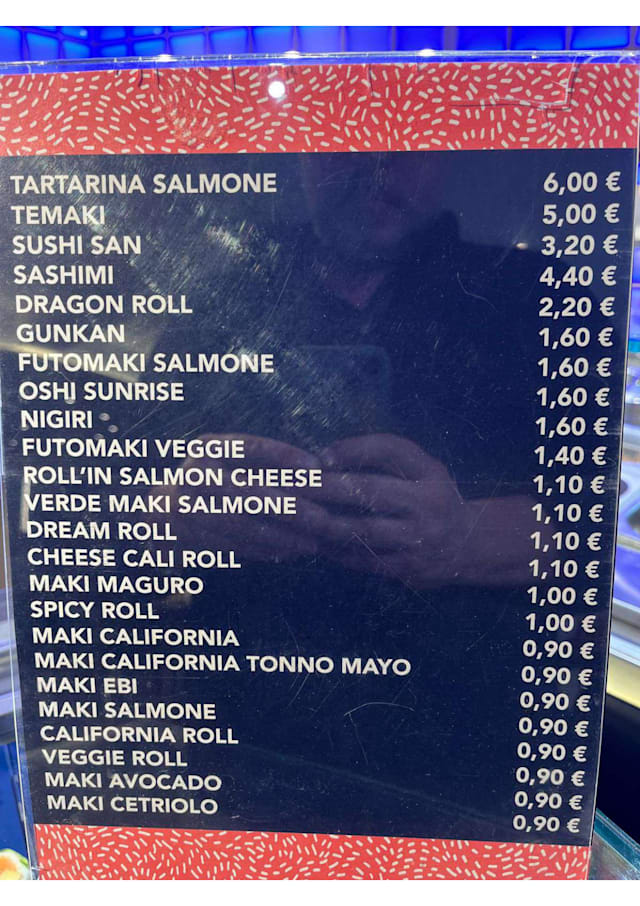 TARTARINA SALMONE 6,00 €
TEMAKI 5,00 €
SUSHI SAN 3,20 €
SASHIMI 4,40 €
DRAGON ROLL 2,20 €
GUNKAN 1,60 €
FUTOMAKI SALMONE 1,60 €
OSHI SUNRISE 1,60 €
NIGIRI 1,60 €
FUTOMAKI VEGGIE 1,40 €
ROLL'IN SALMON CHEESE 1,10 €
VERDE MAKI SALMONE 1,10 €
DREAM ROLL 1,10 €
CHEESE CALI ROLL 1,10 €
MAKI MAGURO 1,00 €
SPICY ROLL 1,00 €
MAKI CALIFORNIA 0,90 €
MAKI CALIFORNIA TONNO MAYO 0,90 €
MAKI EBI 0,90 €
MAKI SALMONE 0,90 €
CALIFORNIA ROLL 0,90 €
VEGGIE ROLL 0,90 €
MAKI AVOCADO 0,90 €
MAKI CETRIOLO 0,90 €